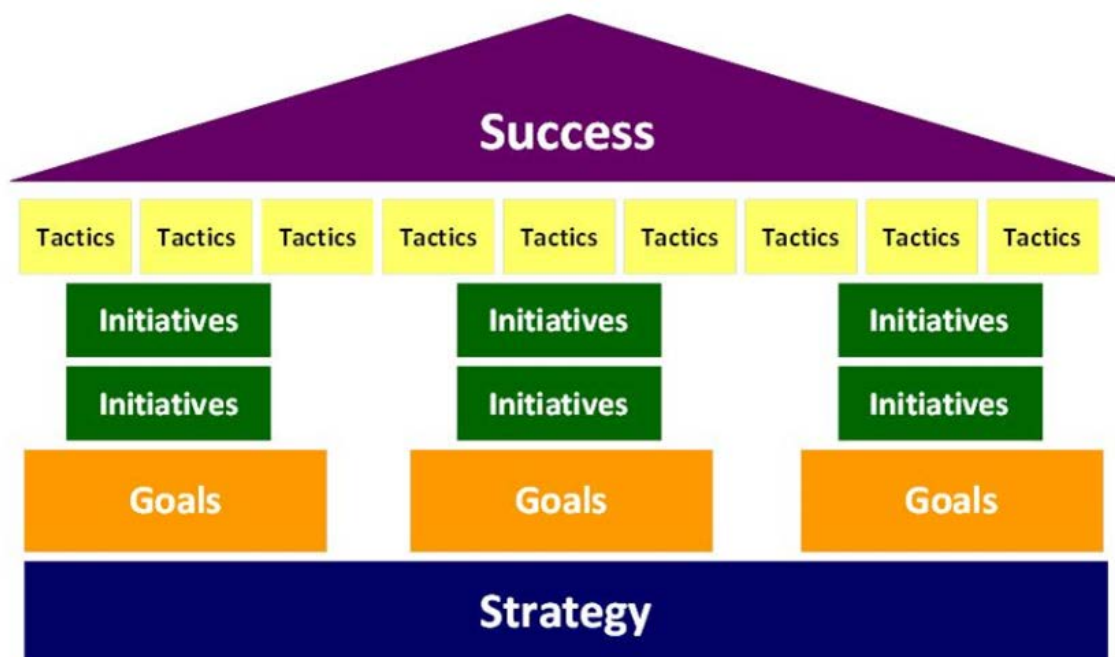 Success
Tactics Tactics Tactics Tactics Tactics Tactics Tactics Tactics Tactics
Initiatives Initiatives Initiatives
Initiatives Initiatives Initiatives
Goals Goals Goals
Strategy